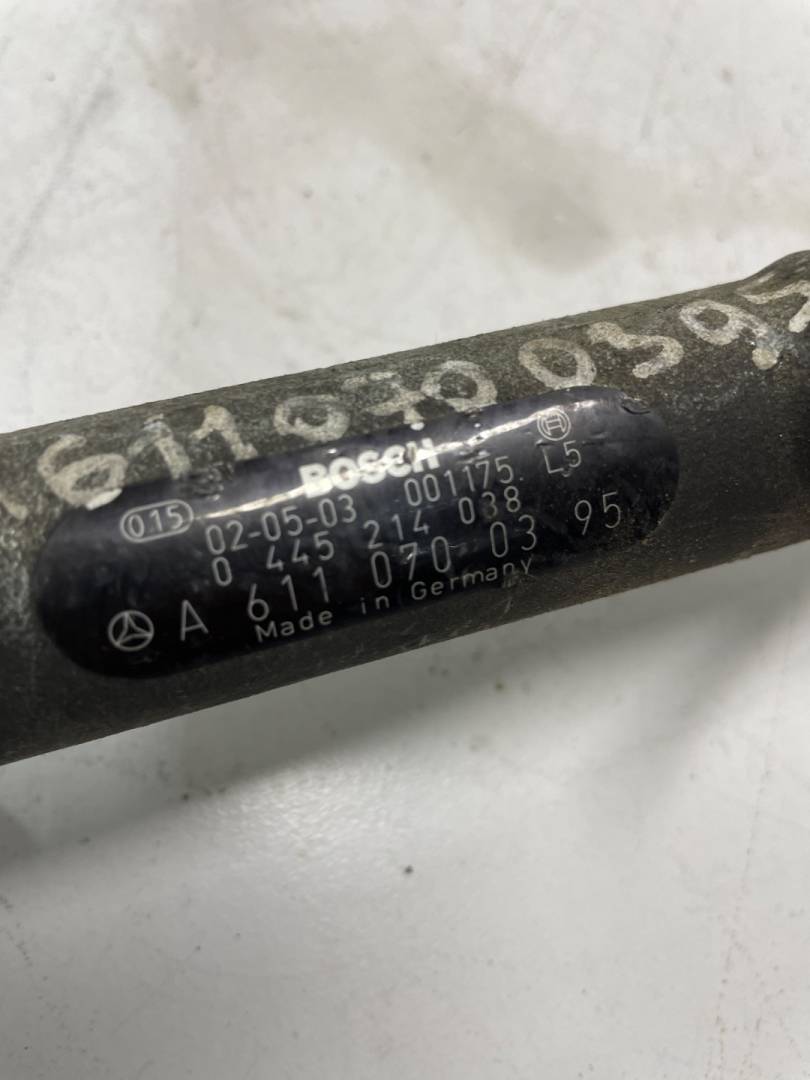 A6110700395
BOSCH
015 02-05-03 001175 L5
0 445 214 038
A 611 070 03 95
Made in Germany